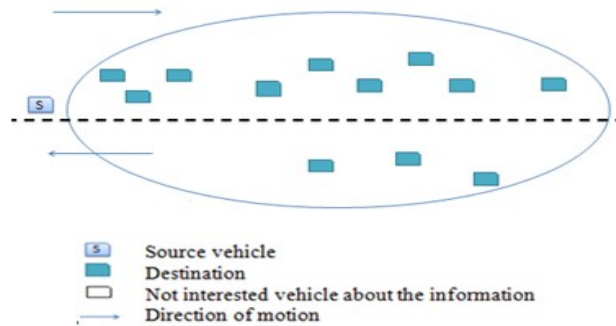 S
S Source vehicle
Destination
Not interested vehicle about the information
Direction of motion